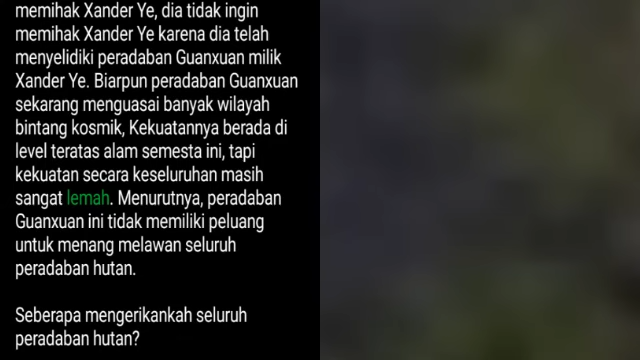 memihak Xander Ye, dia tidak ingin
memihak Xander Ye karena dia telah
menyelidiki peradaban Guanxuan milik
Xander Ye. Biarpun peradaban Guanxuan
sekarang menguasai banyak wilayah
bintang kosmik, Kekuatannya berada di
level teratas alam semesta ini, tapi
kekuatan secara keseluruhan masih
sangat lemah. Menurutnya, peradaban
Guanxuan ini tidak memiliki peluang
untuk menang melawan seluruh
peradaban hutan.
Seberapa mengerikankah seluruh
peradaban hutan?